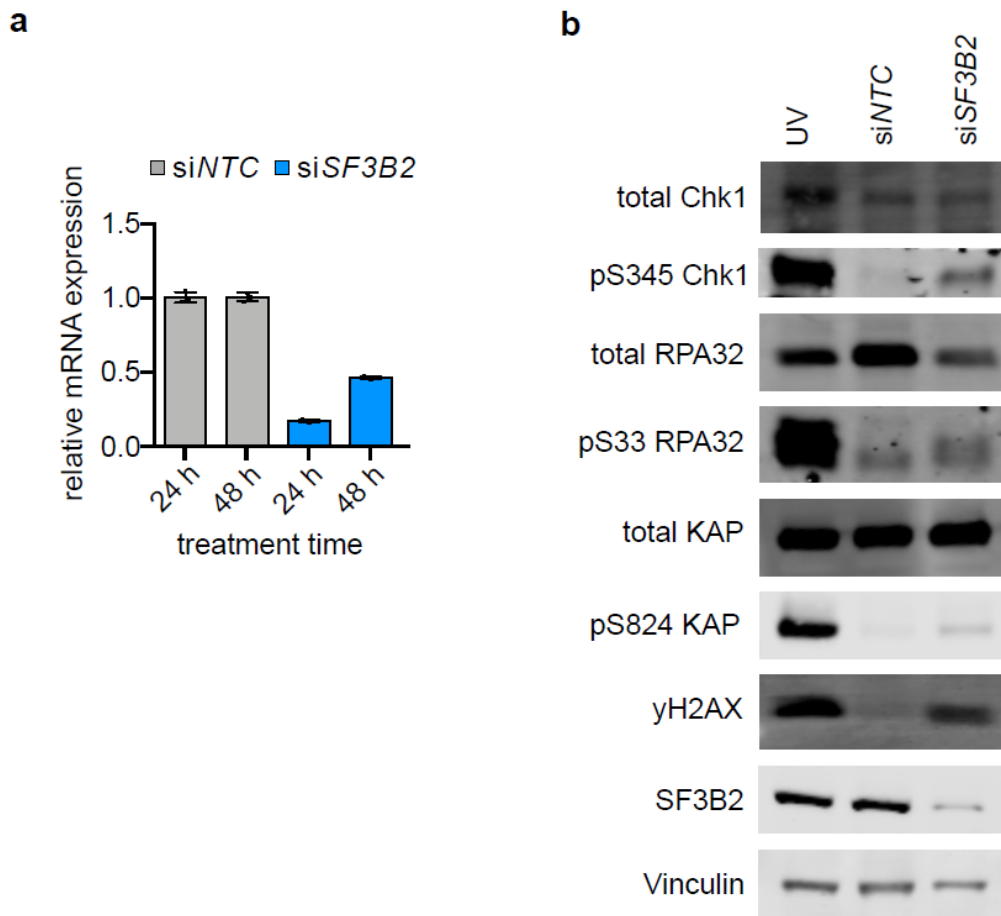 a
siNTC siSF3B2
relative mRNA expression
1.5
1.0
0.5
0.0
24 h 48 h 24 h 48 h
treatment time
b
UV siNTC siSF3B2
total Chk1
pS345 Chk1
total RPA32
pS33 RPA32
total KAP
pS824 KAP
yH2AX
SF3B2
Vinculin